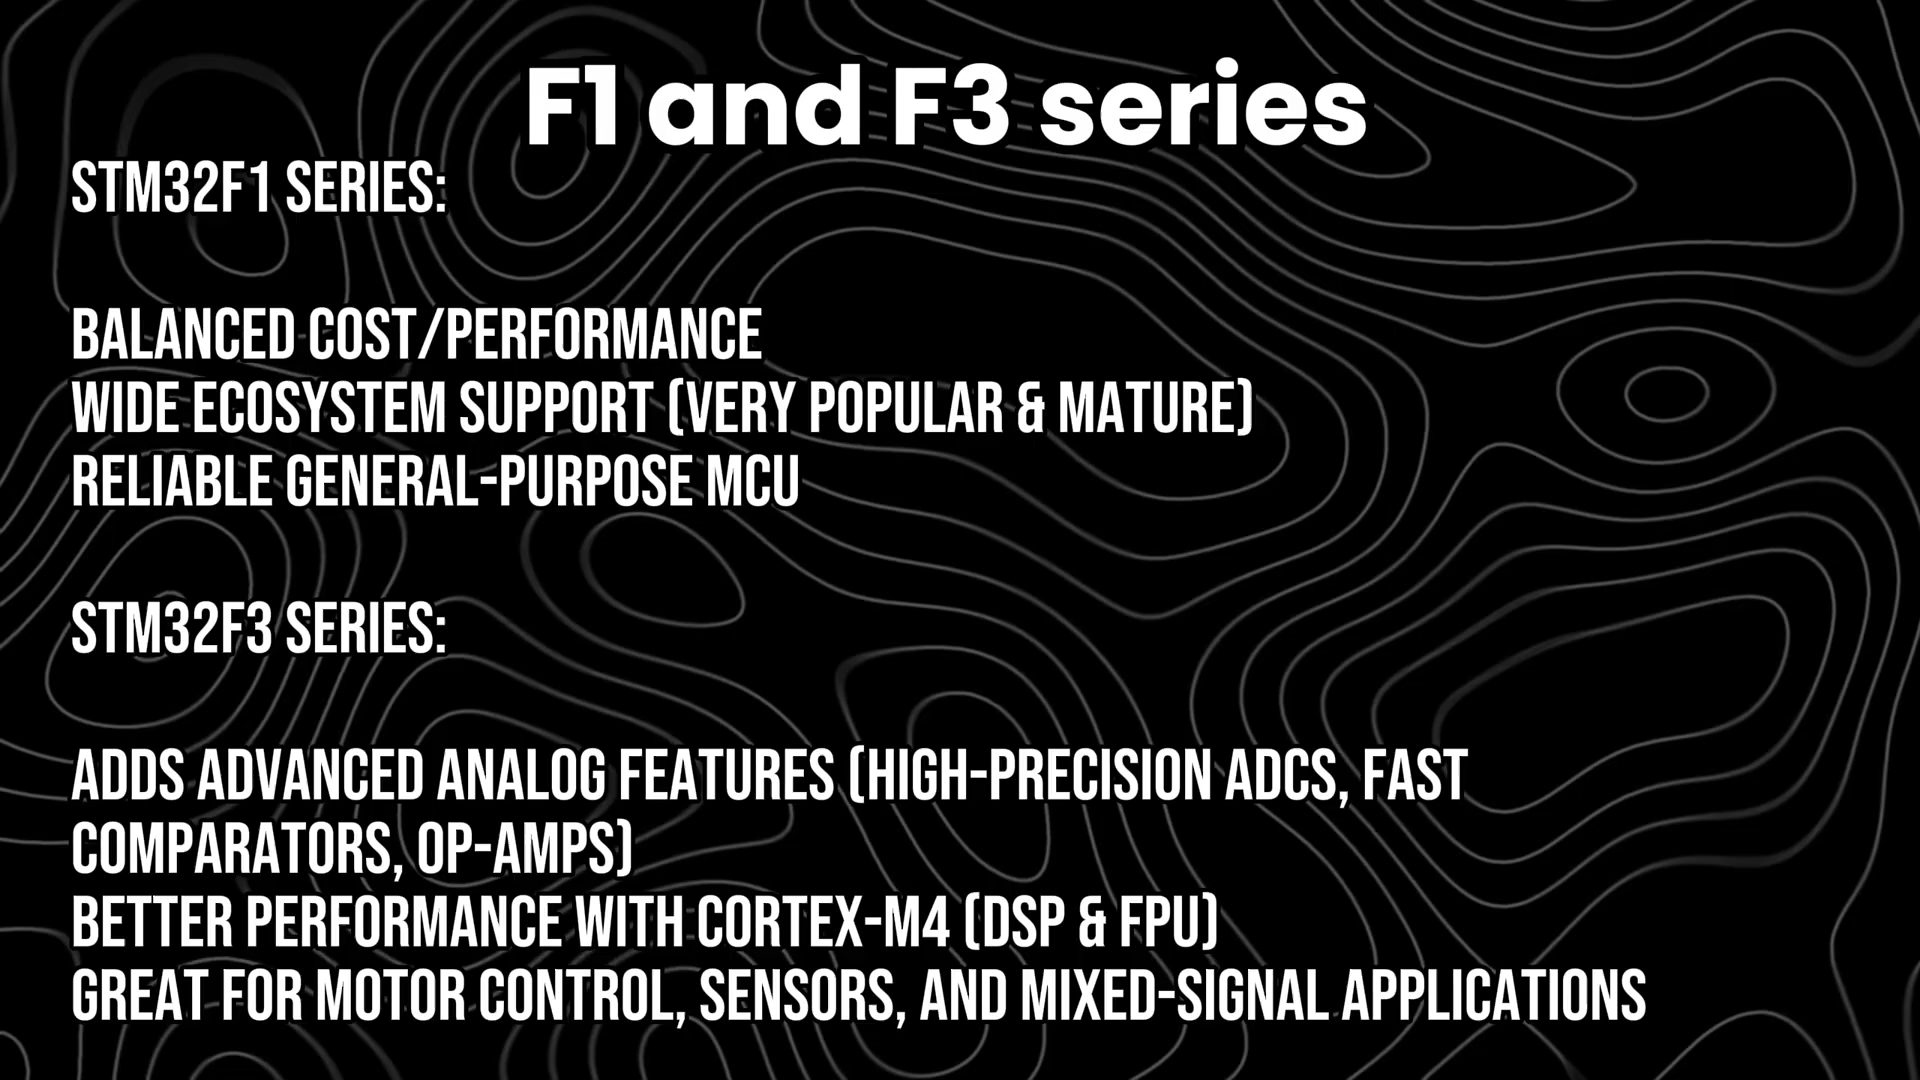 F1 and F3 series
STM32F1 SERIES:
BALANCED COST/PERFORMANCE
WIDE ECOSYSTEM SUPPORT (VERY POPULAR & MATURE)
RELIABLE GENERAL-PURPOSE MCU
STM32F3 SERIES:
ADDS ADVANCED ANALOG FEATURES (HIGH-PRECISION ADCS, FAST
COMPARATORS, OP-AMPS)
BETTER PERFORMANCE WITH CORTEX-M4 (DSP & FPU)
GREAT FOR MOTOR CONTROL, SENSORS, AND MIXED-SIGNAL APPLICATIONS